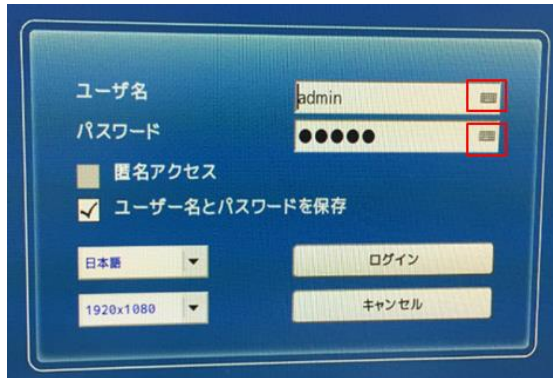 ユーザ名
admin
パスワード
●●●●●
匿名アクセス
ユーザー名とパスワードを保存
日本語
ログイン
1920x1080
キャンセル